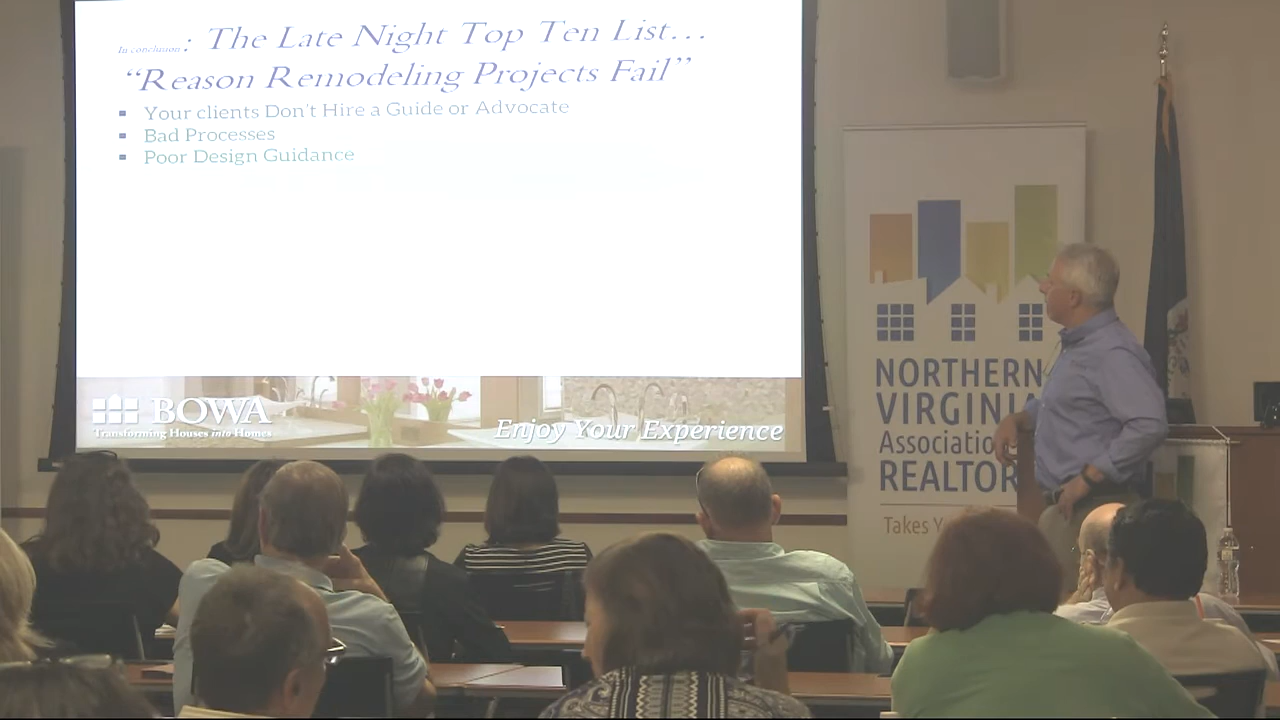 In conclusion: The Late Night Top Ten List...
“Reason Remodeling Projects Fail”
Your clients Don't Hire a Guide or Advocate
Bad Processes
Poor Design Guidance
BOWA
Transforming Houses into Homes
Enjoy Your Experience
NORTHERN
VIRGINIA
Association
REALTOR
Takes